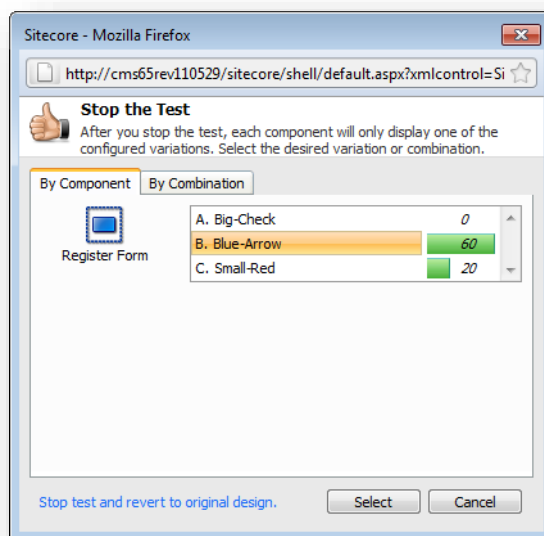 Sitecore - Mozilla Firefox
http://cms65rev110529/sitecore/shell/default.aspx?xmlcontrol=Si
Stop the Test
After you stop the test, each component will only display one of the
configured variations. Select the desired variation or combination.
By Component By Combination
Register Form
A. Big-Check 0
B. Blue-Arrow 60
C. Small-Red 20
Stop test and revert to original design. Select Cancel